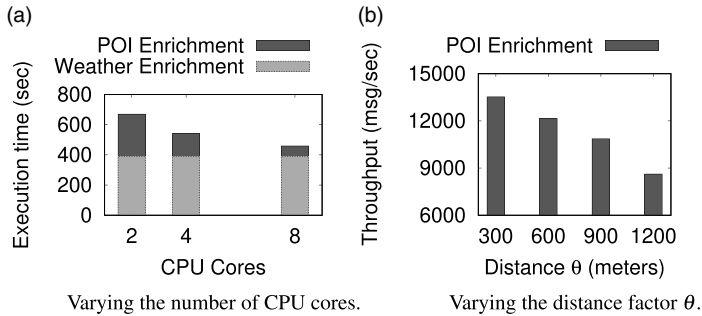 (a)
POI Enrichment
Weather Enrichment
Execution time (sec)
800
600
400
200
0
2 4 8
CPU Cores
Varying the number of CPU cores.
(b)
POI Enrichment
Throughput (msg/sec)
15000
12000
9000
6000
300 600 900 1200
Distance θ (meters)
Varying the distance factor θ.